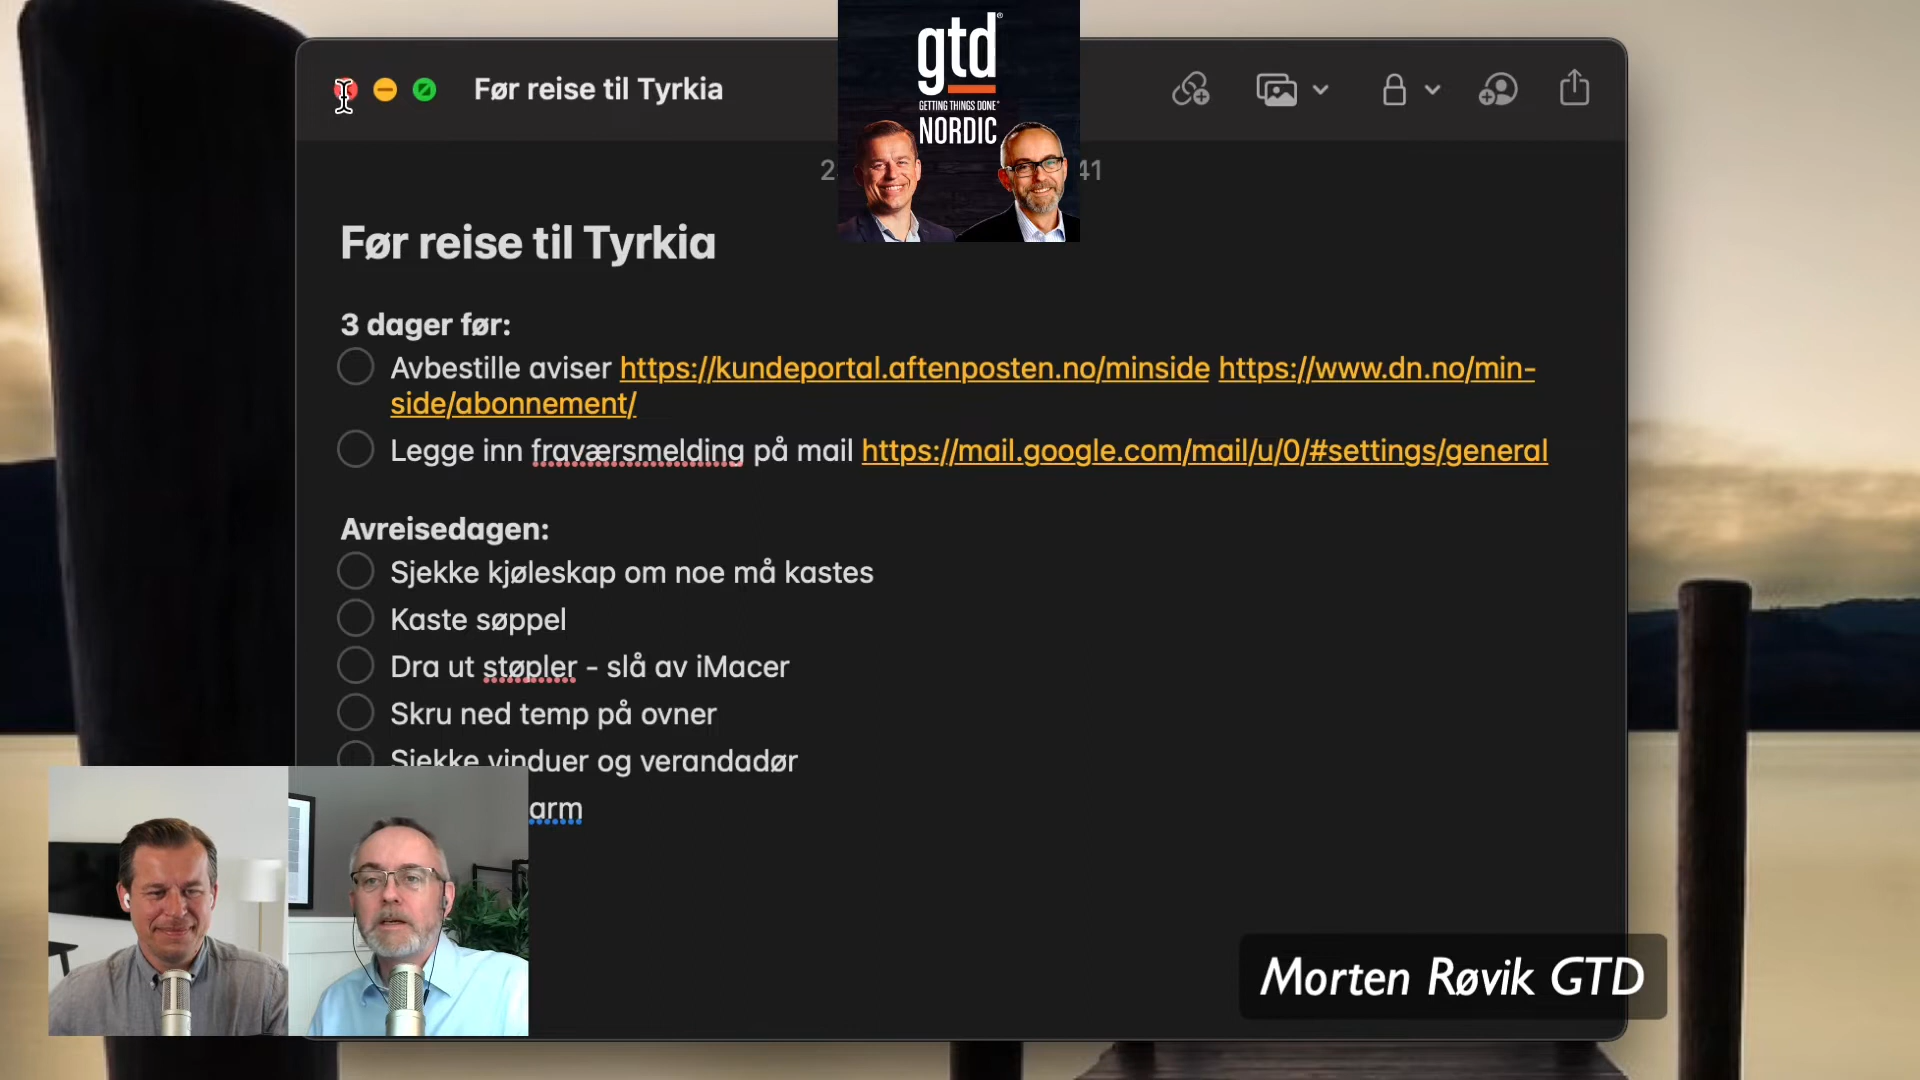 gtd®
GETTING THINGS DONE®
NORDIC
Før reise til Tyrkia
41
Før reise til Tyrkia
3 dager før:
Avbestille aviser https://kundeportal.aftenposten.no/minside https://www.dn.no/min-
side/abonnement/
Legge inn fraværsmelding på mail https://mail.google.com/mail/u/0/#settings/general
Avreisedagen:
Sjekke kjøleskap om noe må kastes
Kaste søppel
Dra ut støpler - slå av iMacer
Skru ned temp på ovner
Sjekke vinduer og verandadør
arm
Morten Røvik GTD